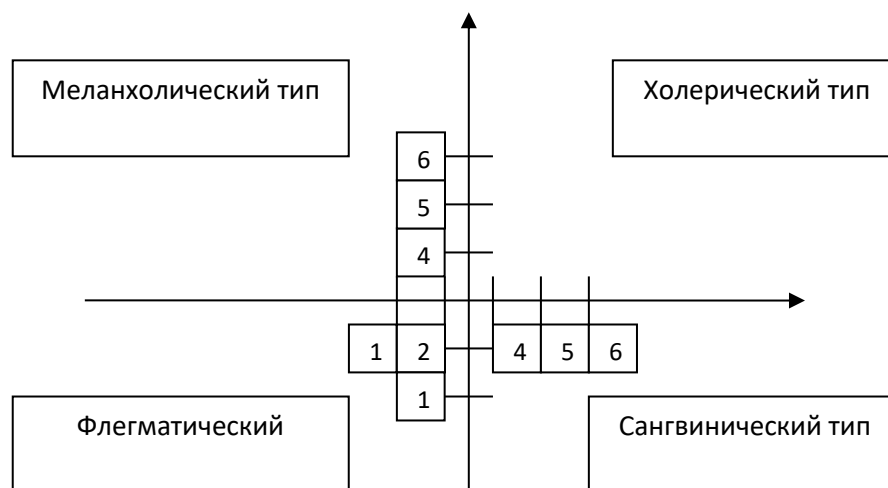 Меланхолический тип
Холерический тип
6
5
4
1 2 4 5 6
1
Флегматический
Сангвинический тип